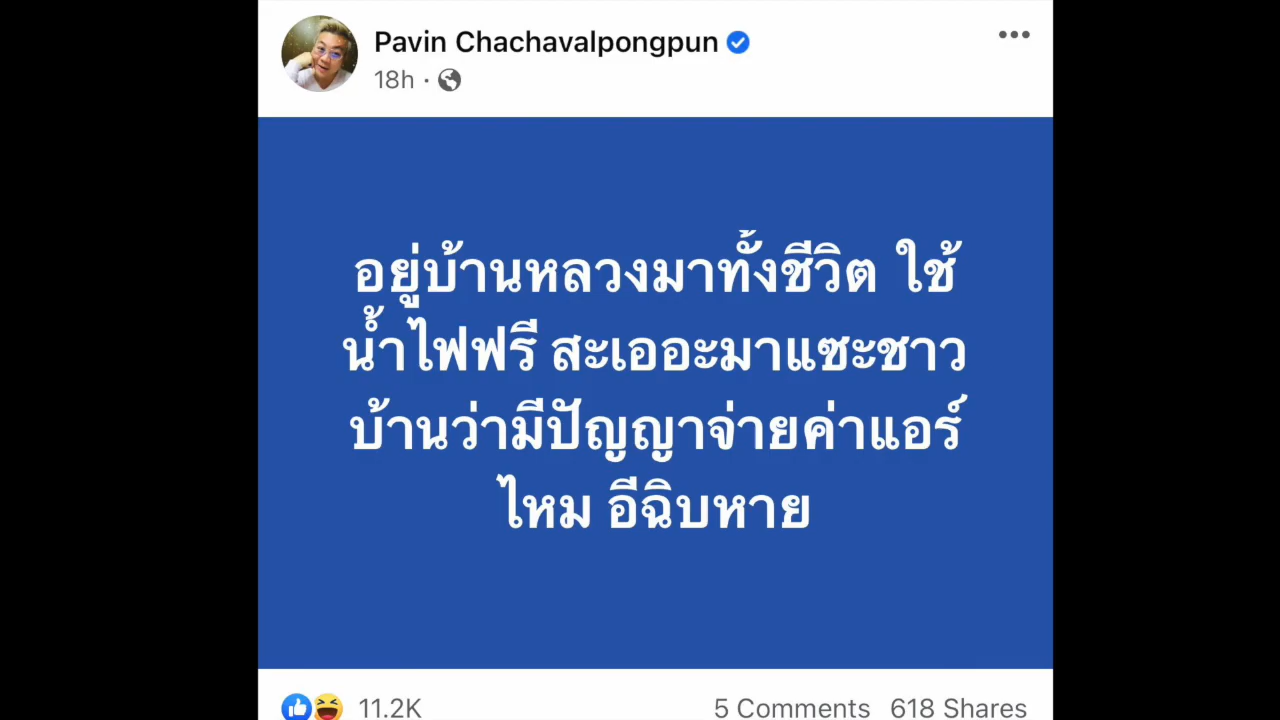 Pavin Chachavalpongpun
18h ·
อยู่บ้านหลวงมาทั้งชีวิต ใช้
น้ำไฟฟรี สะเออะมาแซะชาว
บ้านว่ามีปัญญาจ่ายค่าแอร์
ไหม อีฉิบหาย
11.2K 5 Comments 618 Shares